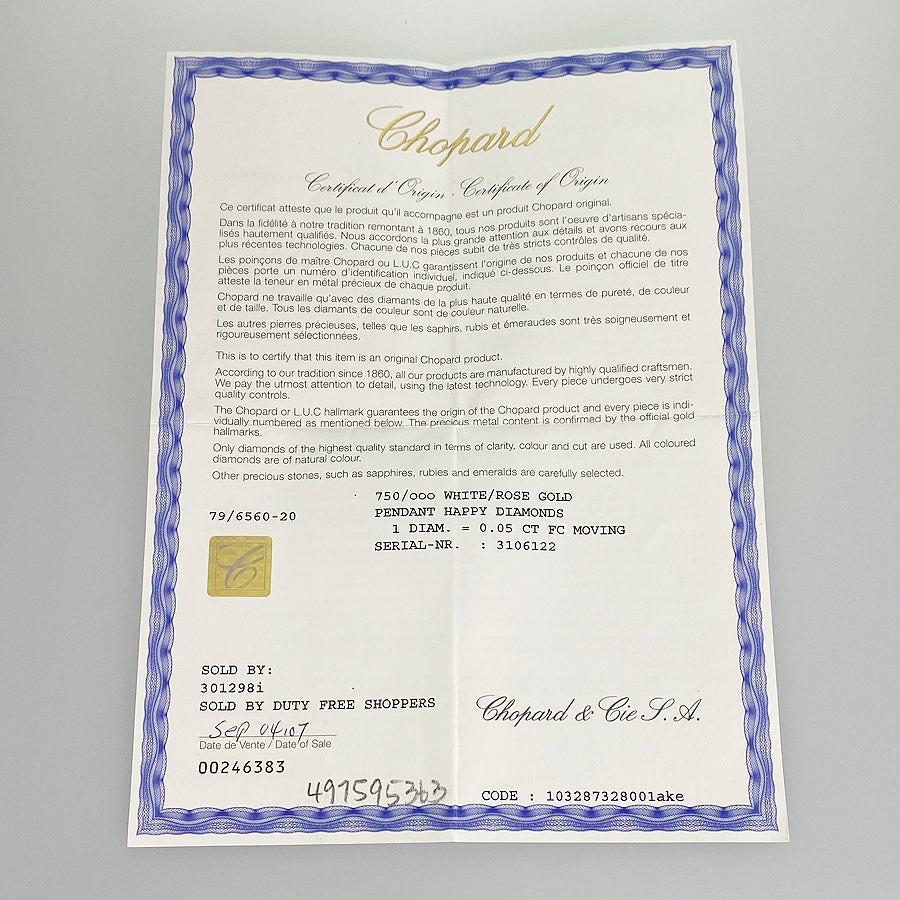 Chopard
Certificat d'Origin · Certificate of Origin
Ce certificat atteste que le produit qu'il accompagne est un produit Chopard original.
Dans la fidélité à notre tradition remontant à 1860, tous nos produits sont l'oeuvre d'artisans spécia-
lisés hautement qualifiés. Nous accordons la plus grande attention aux détails et avons recours aux
plus récentes technologies. Chacune de nos pièces subit de très stricts contrôles de qualité.
Les poinçons de maître Chopard ou L.U.C garantissent l'origine de nos produits et chacune de nos
pièces porte un numéro d'identification individuel, indiqué ci-dessous. Le poinçon officiel de titre
atteste la teneur en métal précieux de chaque produit.
Chopard ne travaille qu'avec des diamants de la plus haute qualité en termes de pureté, de couleur
et de taille. Tous les diamants de couleur sont de couleur naturelle.
Les autres pierres précieuses, telles que les saphirs, rubis et émeraudes sont très soigneusement et
rigoureusement sélectionnées.
This is to certify that this item is an original Chopard product.
According to our tradition since 1860, all our products are manufactured by highly qualified craftsmen.
We pay the utmost attention to detail, using the latest technology. Every piece undergoes very strict
quality controls.
The Chopard or L.U.C hallmark guarantees the origin of the Chopard product and every piece is indi-
vidually numbered as mentioned below. The precious metal content is confirmed by the official gold
hallmarks.
Only diamonds of the highest quality standard in terms of clarity, colour and cut are used. All coloured
diamonds are of natural colour.
Other precious stones, such as sapphires, rubies and emeralds are carefully selected.
750/ooo WHITE/ROSE GOLD
79/6560-20 PENDANT HAPPY DIAMONDS
1 DIAM. = 0.05 CT FC MOVING
SERIAL-NR. : 3106122
C
SOLD BY:
301298i
SOLD BY DUTY FREE SHOPPERS
Chopard & Cie S.A.
Sep 04,07
Date de Vente / Date of Sale
00246383
497595363
CODE : 103287328001ake